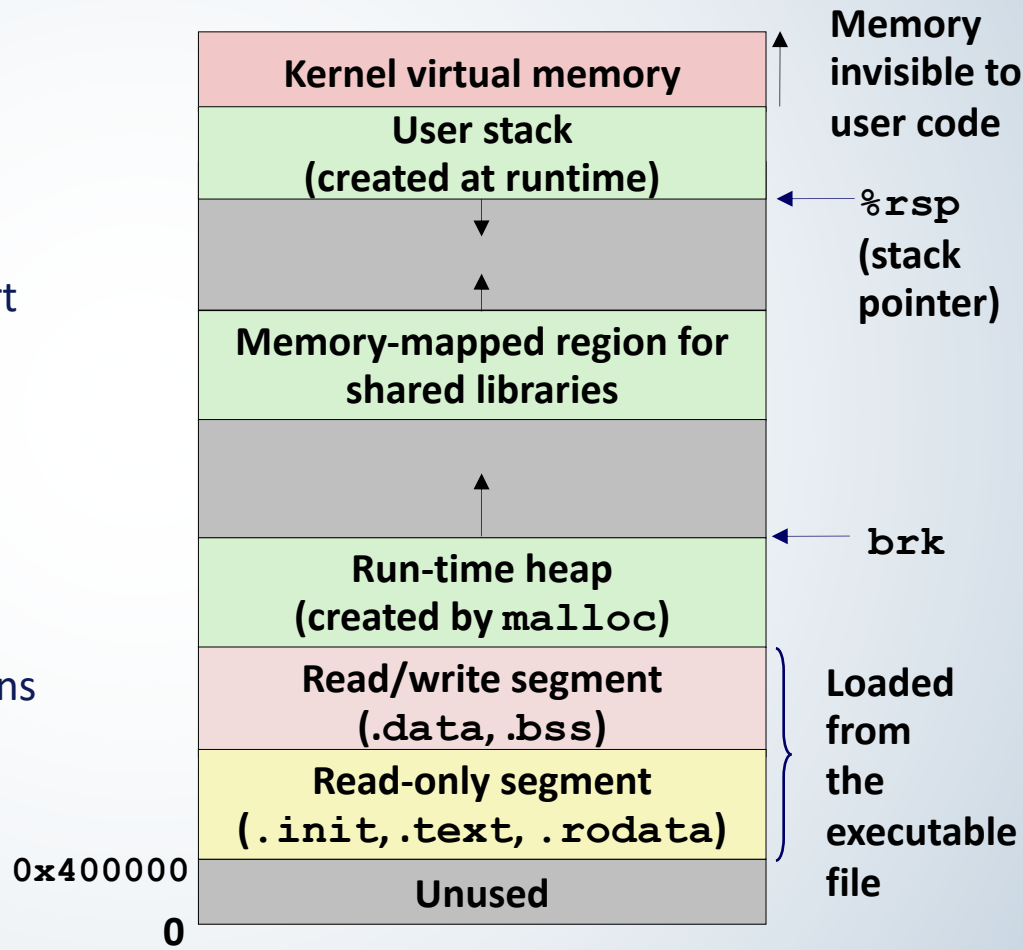 Memory
invisible to
user code
Kernel virtual memory
User stack
(created at runtime)
%rsp
(stack
pointer)
rt
Memory-mapped region for
shared libraries
brk
Run-time heap
(created by malloc)
ns
Read/write segment
(.data, .bss)
Loaded
from
the
executable
file
Read-only segment
(.init, .text, .rodata)
0x400000
Unused
0